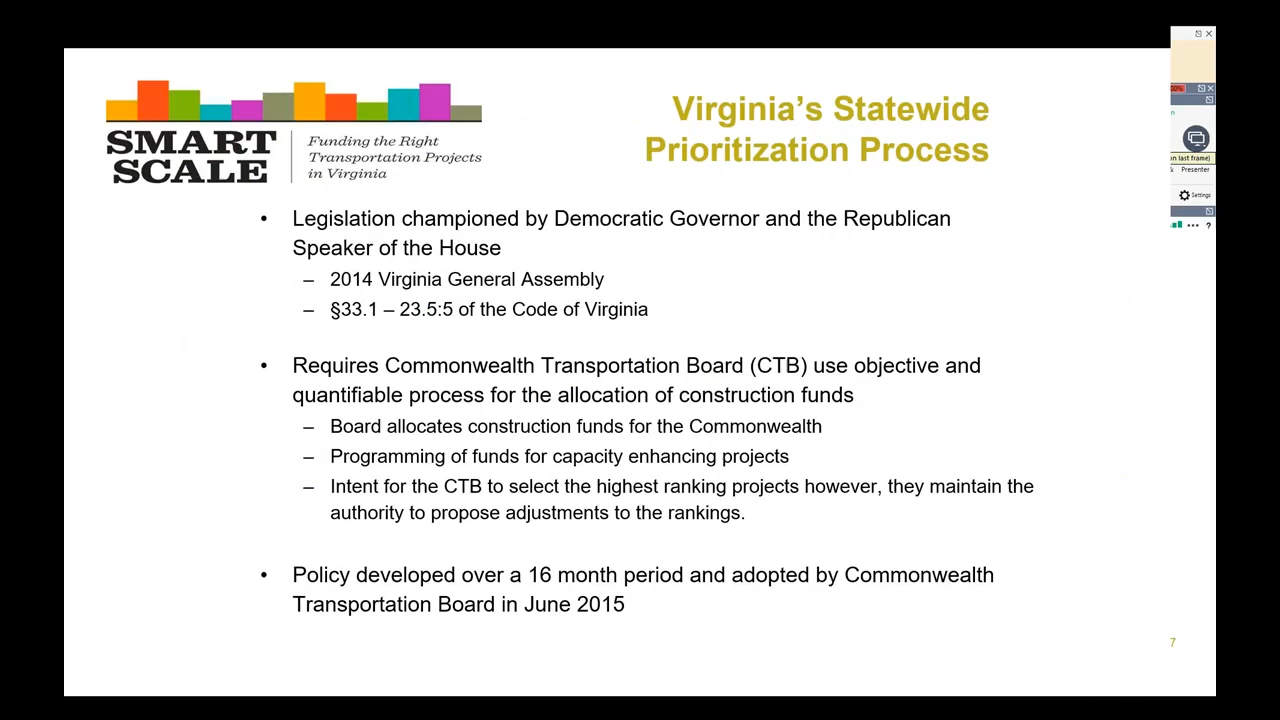 SMART
SCALE
Funding the Right
Transportation Projects
in Virginia
Virginia's Statewide
Prioritization Process
• Legislation championed by Democratic Governor and the Republican
Speaker of the House
– 2014 Virginia General Assembly
– §33.1 – 23.5:5 of the Code of Virginia
• Requires Commonwealth Transportation Board (CTB) use objective and
quantifiable process for the allocation of construction funds
– Board allocates construction funds for the Commonwealth
– Programming of funds for capacity enhancing projects
– Intent for the CTB to select the highest ranking projects however, they maintain the
authority to propose adjustments to the rankings.
• Policy developed over a 16 month period and adopted by Commonwealth
Transportation Board in June 2015
7
on last frame)
Presenter
Settings
?